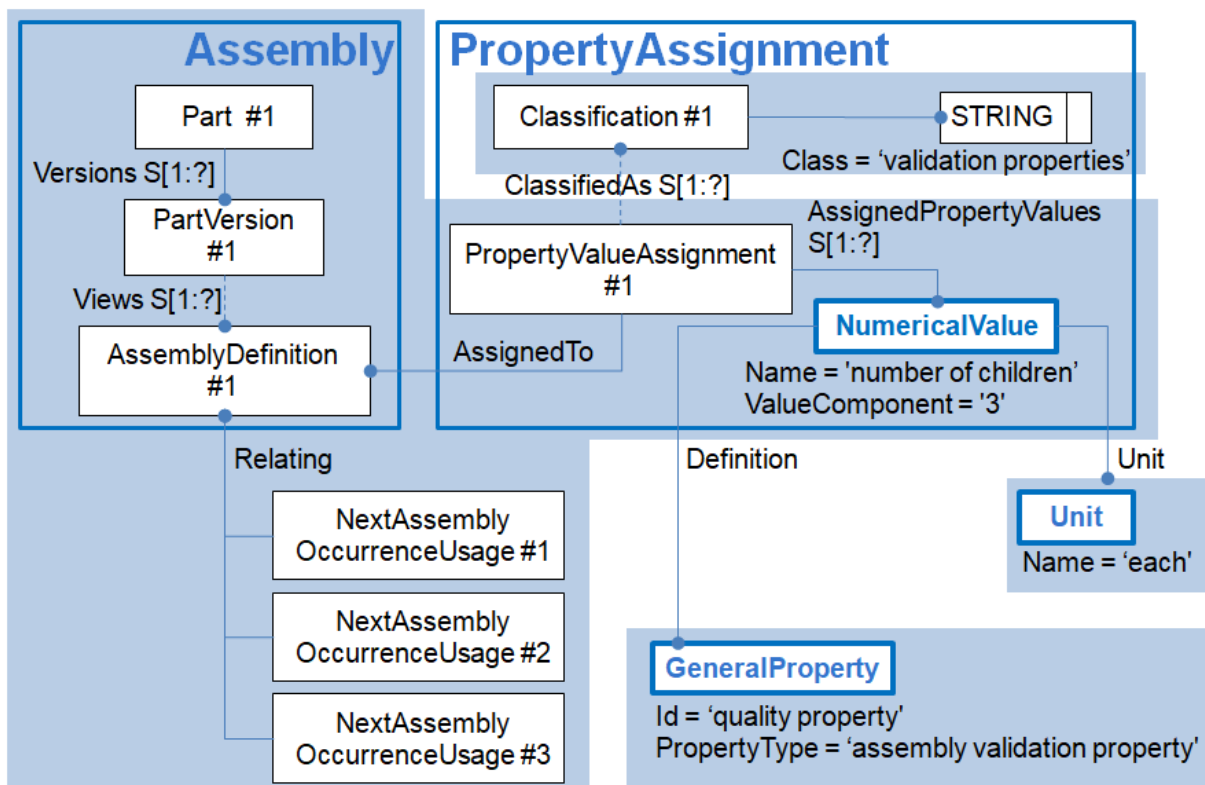 Assembly
Part #1
Versions S[1:?]
PartVersion
#1
Views S[1:?]
AssemblyDefinition
#1
Relating
NextAssembly
OccurrenceUsage #1
NextAssembly
OccurrenceUsage #2
NextAssembly
OccurrenceUsage #3
PropertyAssignment
Classification #1
STRING
Class = ‘validation properties’
ClassifiedAs S[1:?]
PropertyValueAssignment
#1
AssignedPropertyValues
S[1:?]
AssignedTo
NumericalValue
Name = 'number of children’
ValueComponent = '3'
Definition
Unit
Unit
Name = ‘each’
GeneralProperty
Id = ‘quality property'
PropertyType = ‘assembly validation property'